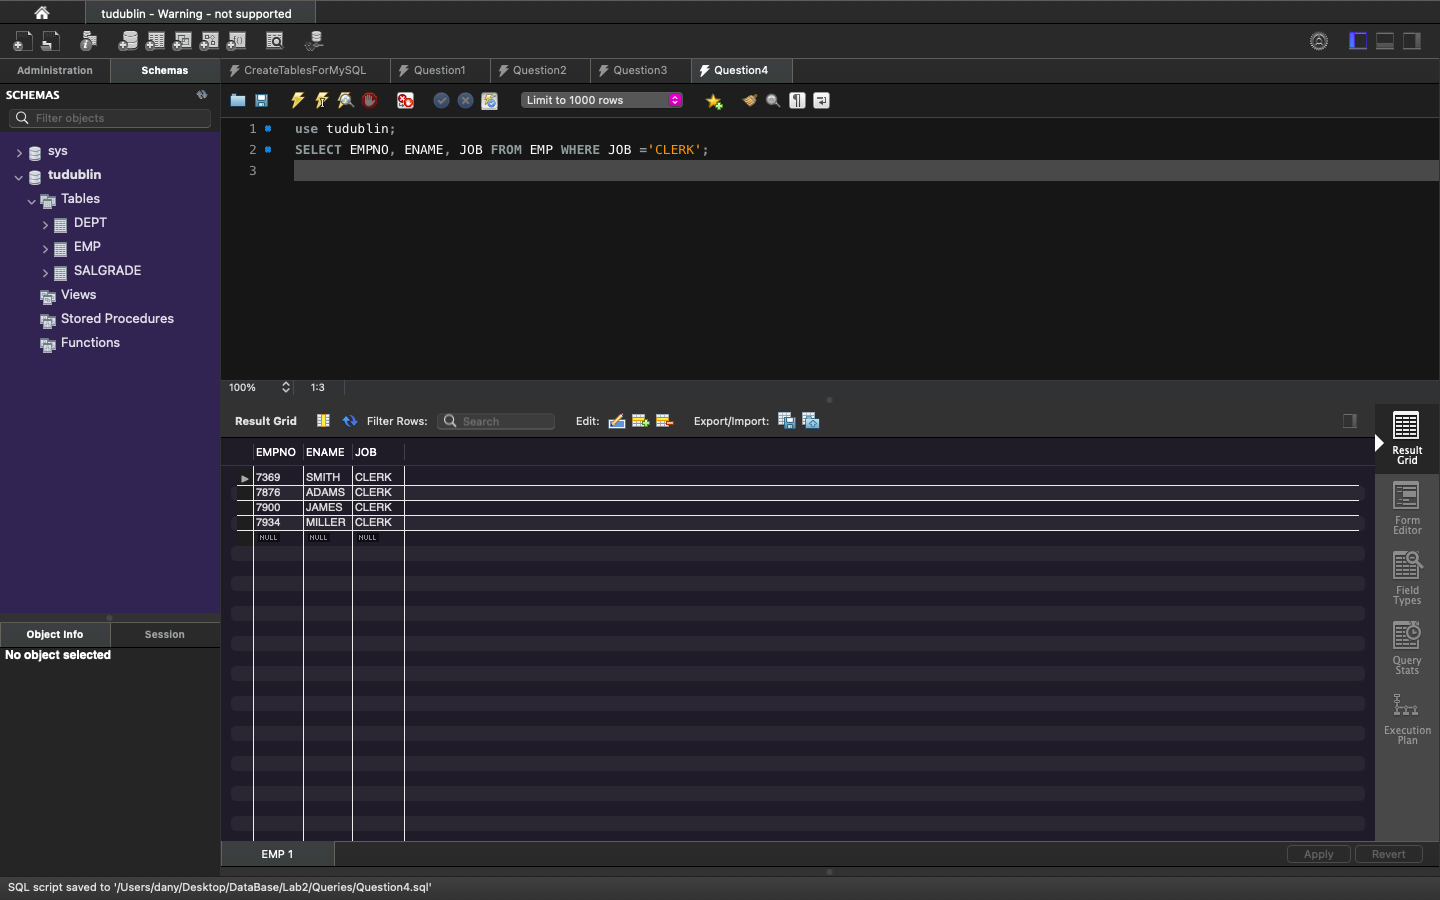 tudublin - Warning - not supported
Administration
Schemas
CreateTablesForMySQL
Question1
Question2
Question3
Question4
SCHEMAS
Filter objects
Limit to 1000 rows
sys
tudublin
Tables
DEPT
EMP
SALGRADE
Views
Stored Procedures
Functions
1 use tudublin;
2 SELECT EMPNO, ENAME, JOB FROM EMP WHERE JOB ='CLERK';
3
100% 1:3
Result Grid Filter Rows: Search Edit: Export/Import:
EMPNO ENAME JOB
7369 SMITH CLERK
7876 ADAMS CLERK
7900 JAMES CLERK
7934 MILLER CLERK
NULL NULL NULL
Result
Grid
Form
Editor
Field
Types
Query
Stats
Execution
Plan
Object Info Session
No object selected
EMP 1
Apply Revert
SQL script saved to '/Users/dany/Desktop/DataBase/Lab2/Queries/Question4.sql'